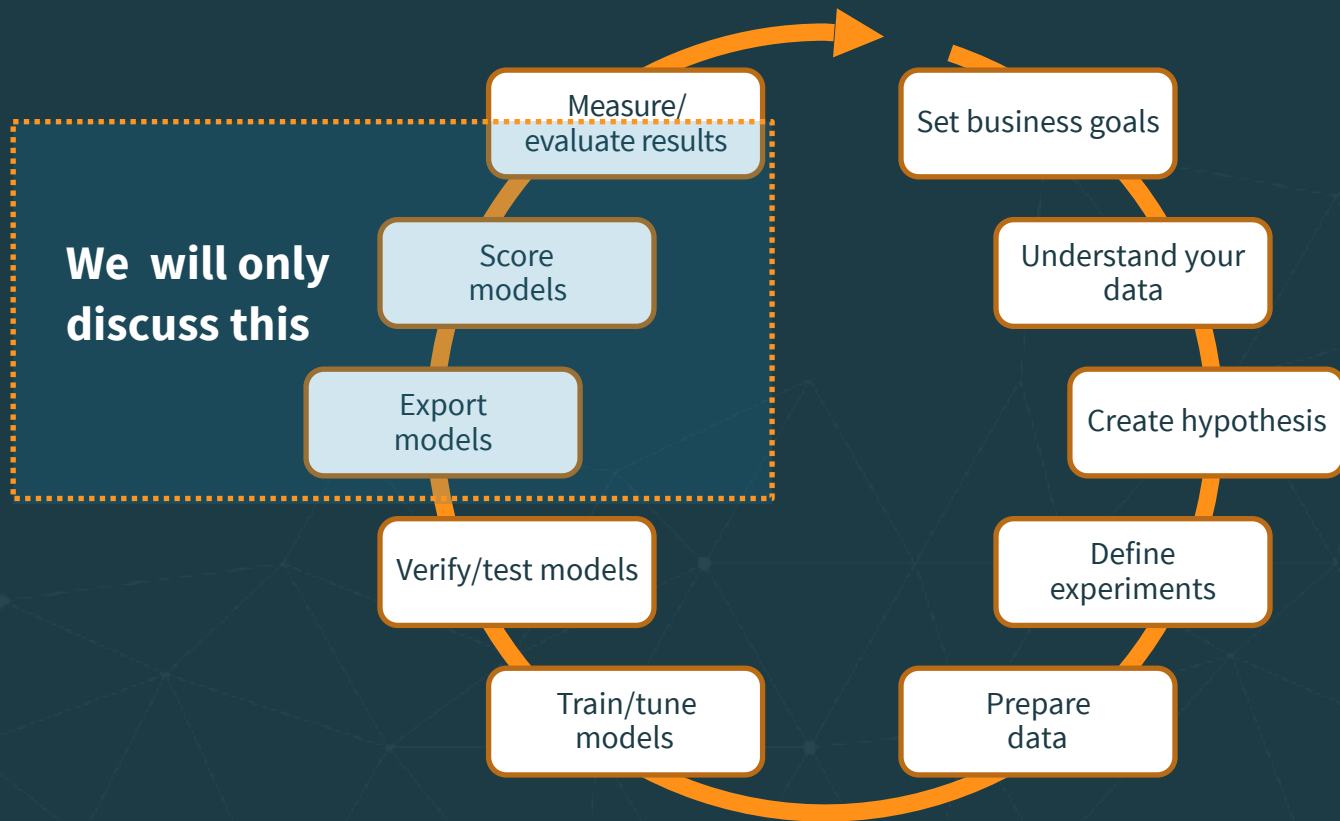 Measure/
evaluate results
Set business goals
We  will only
discuss this
Score
models
Understand your
data
Export
models
Create hypothesis
Verify/test models
Define
experiments
Train/tune
models
Prepare
data